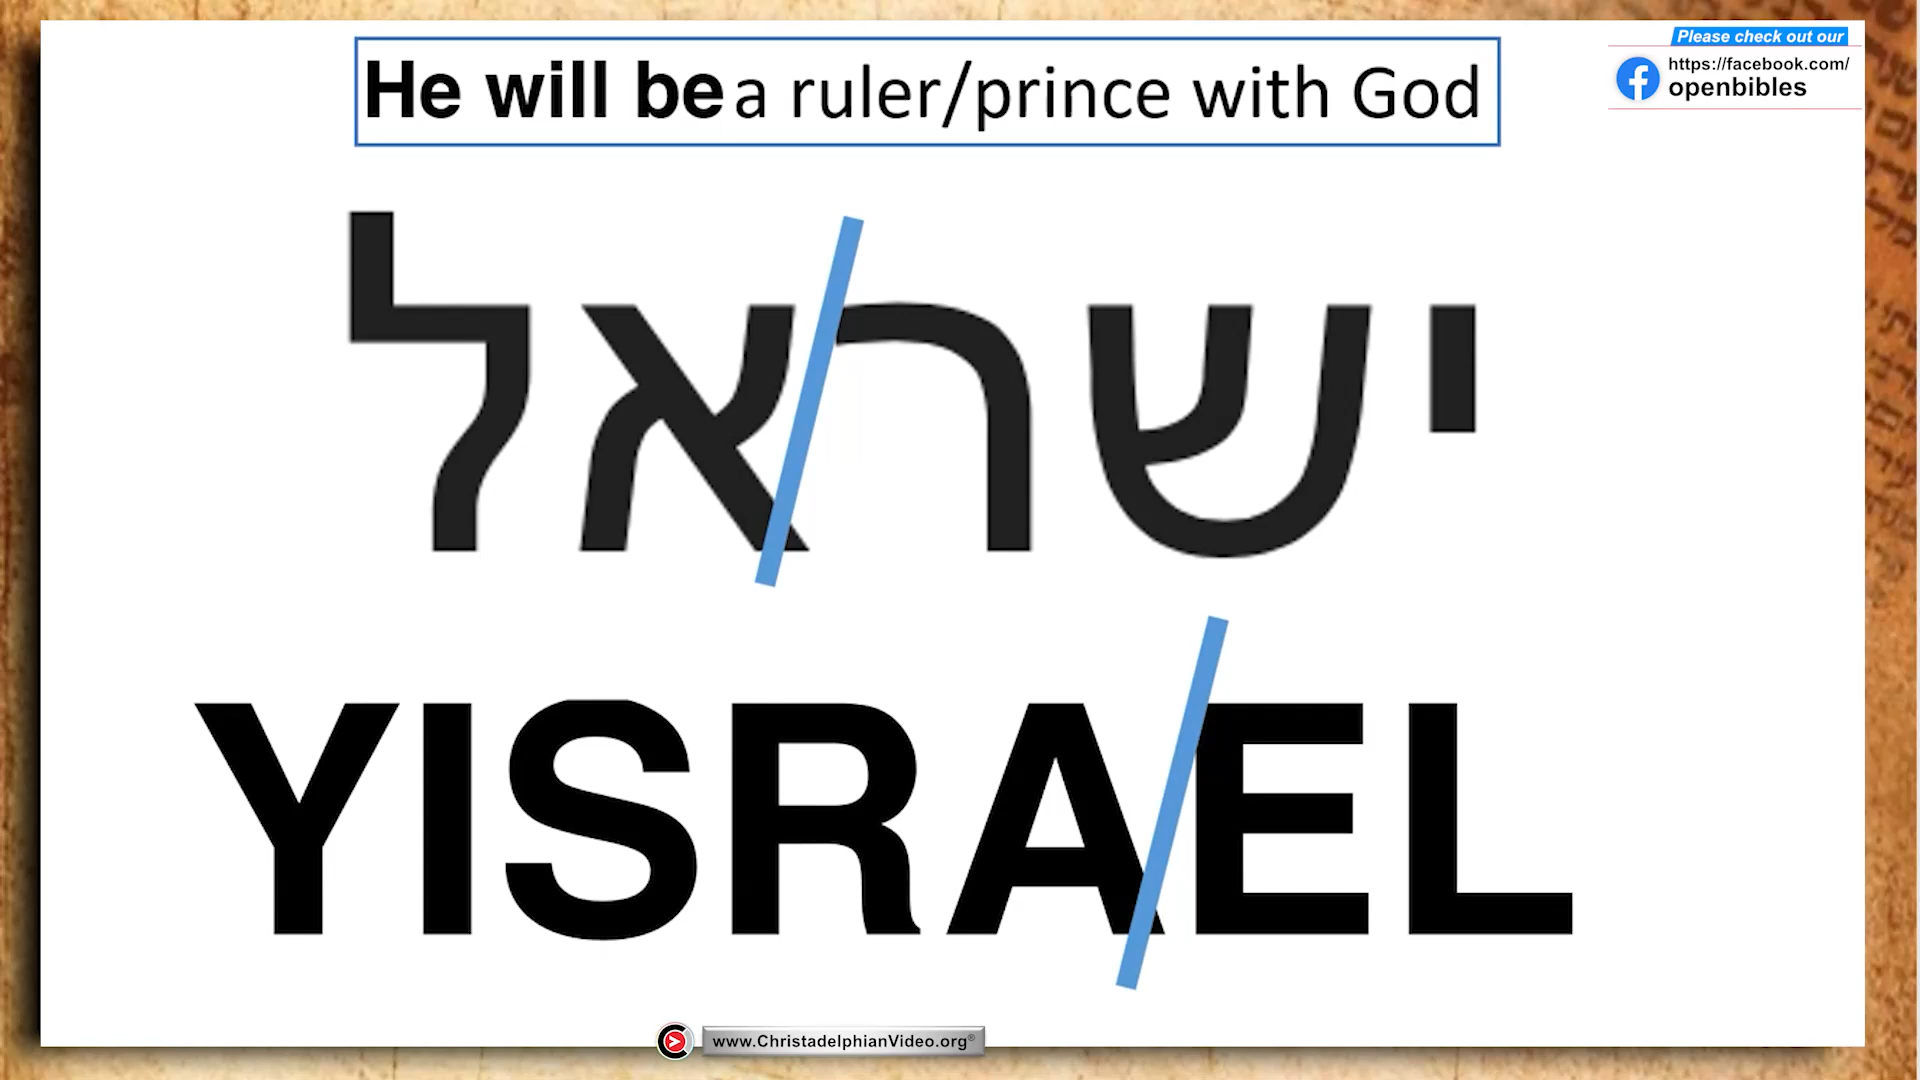 He will be a ruler/prince with God
Please check out our
https://facebook.com/
openbibles
ישראל
YISRAEL
www.ChristadelphianVideo.org®